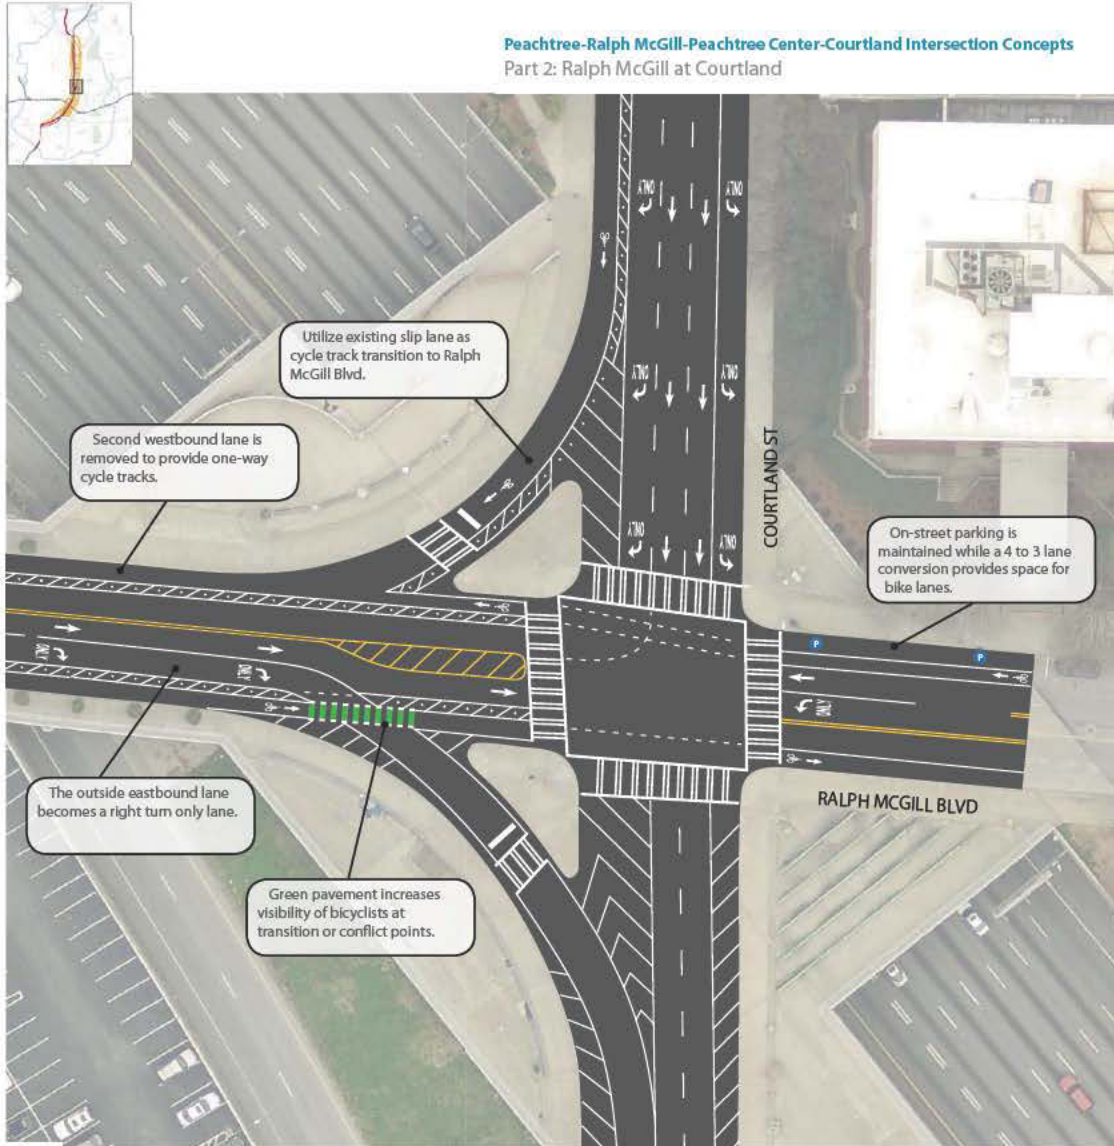 Peachtree-Ralph McGill-Peachtree Center-Courtland Intersection Concepts
Part 2: Ralph McGill at Courtland
ONLY
ONLY
Utilize existing slip lane as
cycle track transition to Ralph
McGill Blvd.
ONLY
ONLY
Second westbound lane is
removed to provide one-way
cycle tracks.
COURTLAND ST
ONLY
ONLY
On-street parking is
maintained while a 4 to 3 lane
conversion provides space for
bike lanes.
P
P
ONLY
ONLY
ONLY
The outside eastbound lane
becomes a right turn only lane.
RALPH MCGILL BLVD
Green pavement increases
visibility of bicyclists at
transition or conflict points.